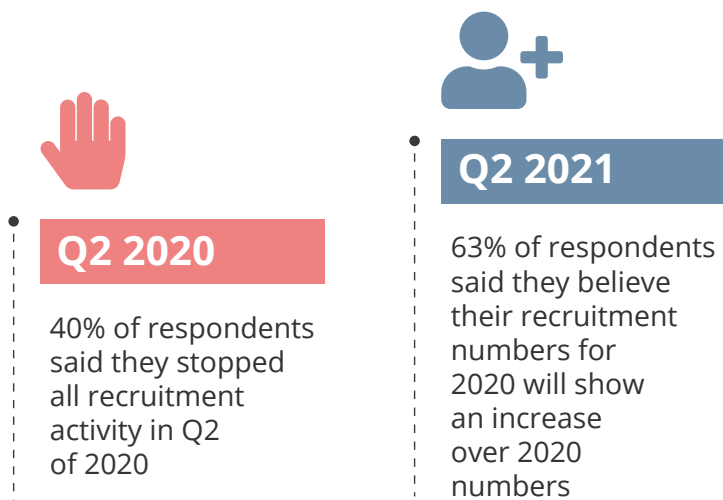 Q2 2020
40% of respondents
said they stopped
all recruitment
activity in Q2
of 2020
Q2 2021
63% of respondents
said they believe
their recruitment
numbers for
2020 will show
an increase
over 2020
numbers